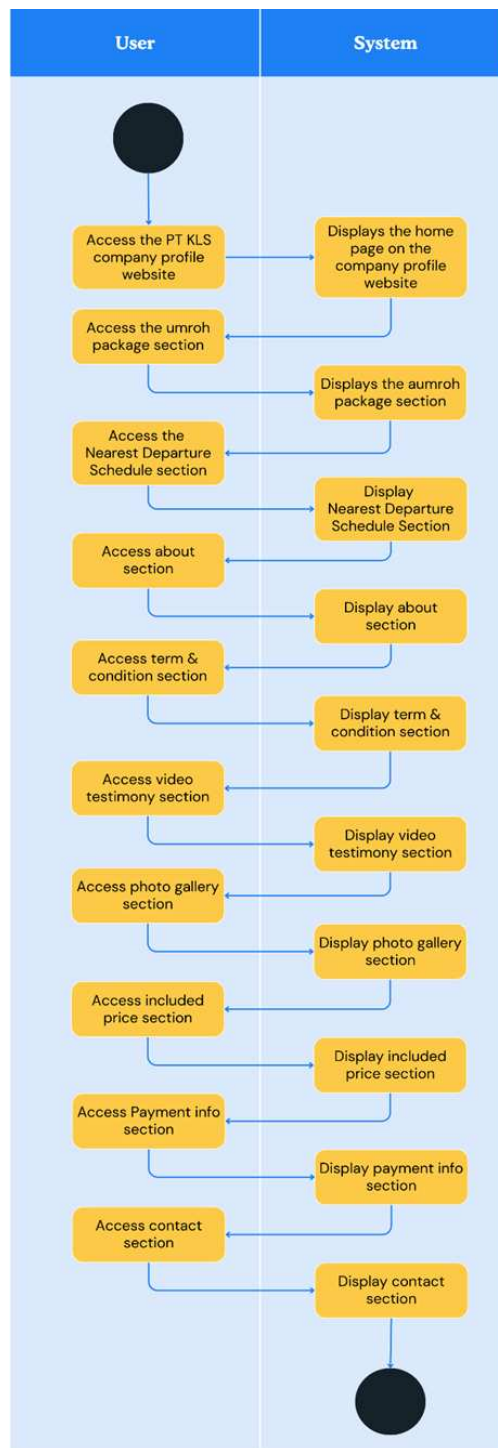 User
System
Access the PT KLS
company profile
website
Displays the home
page on the
company profile
website
Access the umroh
package section
Displays the aumroh
package section
Access the
Nearest Departure
Schedule section
Display
Nearest Departure
Schedule Section
Access about
section
Display about
section
Access term &
condition section
Display term &
condition section
Access video
testimony section
Display video
testimony section
Access photo gallery
section
Display photo gallery
section
Access included
price section
Display included
price section
Access Payment info
section
Display payment info
section
Access contact
section
Display contact
section